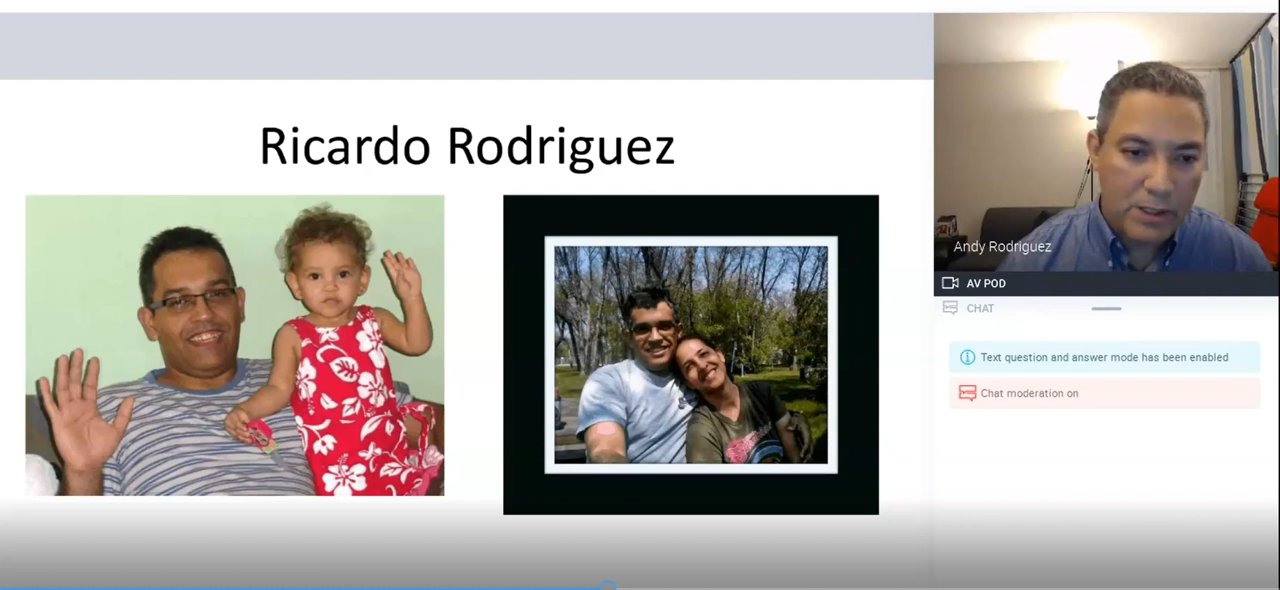 Ricardo Rodriguez
Andy Rodriguez
AV POD
CHAT
Text question and answer mode has been enabled
Chat moderation on